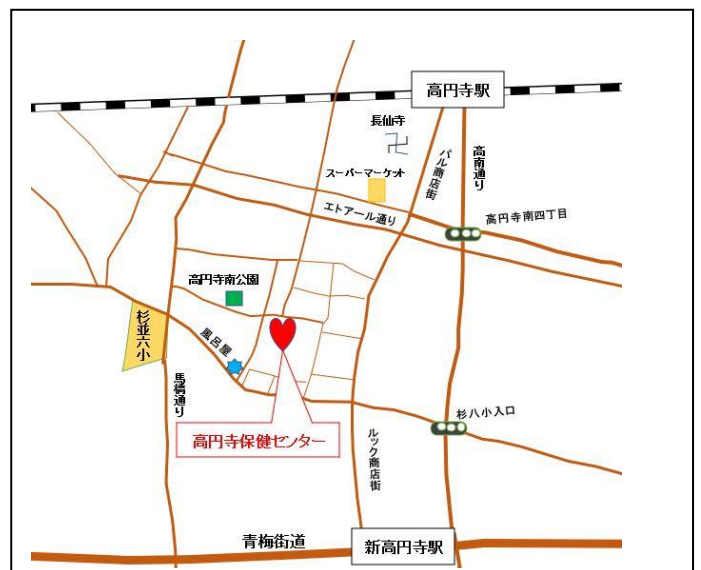 高円寺駅
長仙寺
パル商店街
高南通り
スーパーマーケット
エトアール通り
高円寺南四丁目
高円寺南公園
杉並六小
風呂屋
馬橋通り
杉八小入口
高円寺保健センター
ルック商店街
青梅街道
新高円寺駅